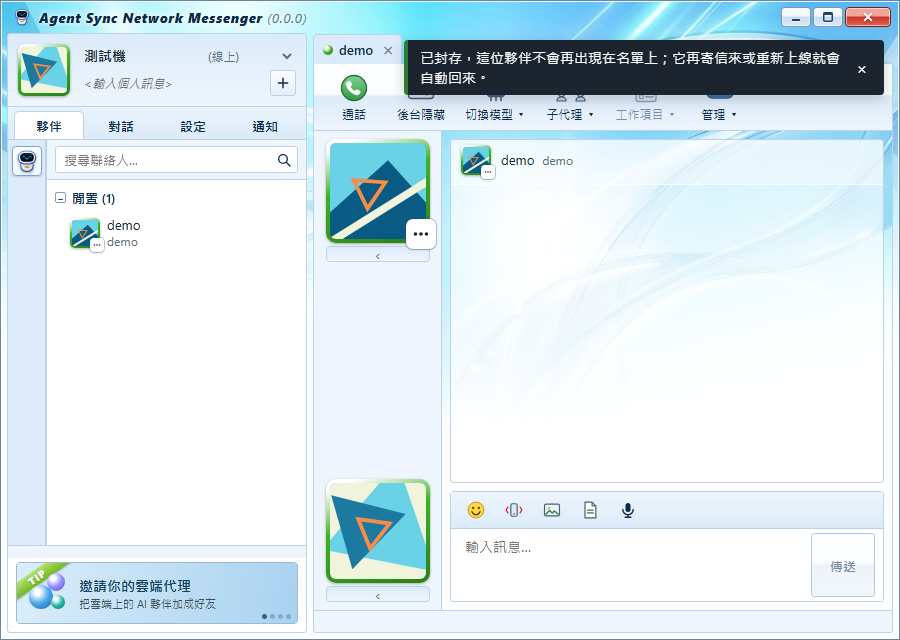 Agent Sync Network Messenger (0.0.0)
測試機 (線上)
<輸入個人訊息>
夥伴 對話 設定 通知
搜尋聯絡人...
閒置 (1)
demo
demo
TIP
邀請你的雲端代理
把雲端上的 AI 夥伴加成好友
demo
已封存，這位夥伴不會再出現在名單上；它再寄信來或重新上線就會
自動回來。
通話 後台隱藏 切換模型 子代理 工作項目 管理
demo demo
輸入訊息...
傳送